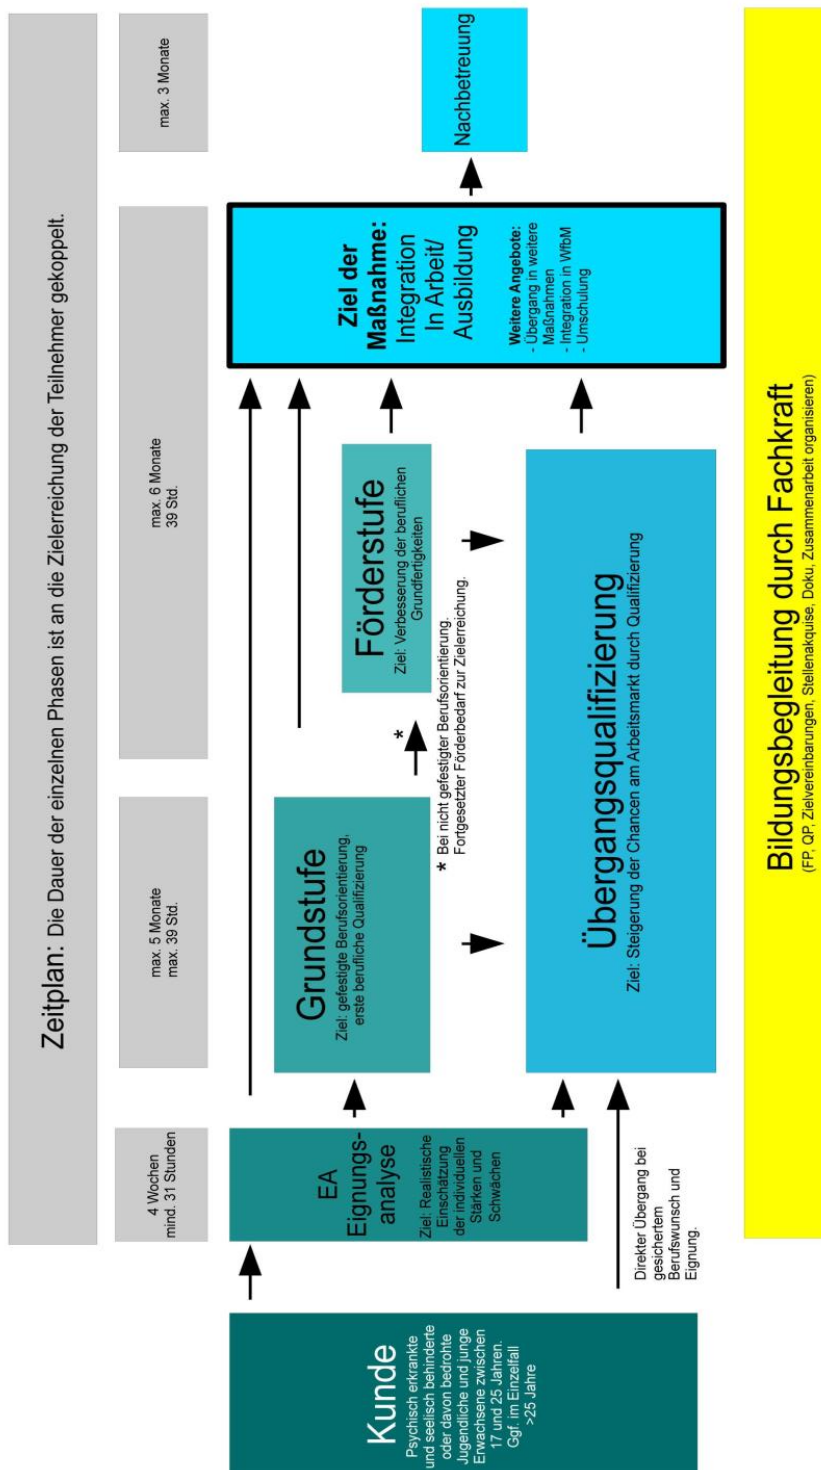 Zeitplan: Die Dauer der einzelnen Phasen ist an die Zielerreichung der Teilnehmer gekoppelt.
4 Wochen
mind. 31 Stunden
max. 5 Monate
max. 39 Std.
max. 6 Monate
39 Std.
max. 3 Monate
Kunde
Psychisch erkrankte
und seelisch behinderte
oder davon bedrohte
Jugendliche und junge
Erwachsene zwischen
17 und 25 Jahren.
Ggf. im Einzelfall
>25 Jahre
EA
Eignungs-
analyse
Ziel: Realistische
Einschätzung
der individuellen
Stärken und
Schwächen
Grundstufe
Ziel: gefestigte Berufsorientierung,
erste berufliche Qualifizierung
*
* Bei nicht gefestigter Berufsorientierung.
Fortgesetzter Förderbedarf zur Zielerreichung.
Förderstufe
Ziel: Verbesserung der beruflichen
Grundfertigkeiten
Ziel der
Maßnahme:
Integration
In Arbeit/
Ausbildung
Weitere Angebote:
- Übergang in weitere
Maßnahmen
- Integration in WfbM
- Umschulung
Nachbetreuung
Direkter Übergang bei
gesichertem
Berufswunsch und
Eignung.
Übergangsqualifizierung
Ziel: Steigerung der Chancen am Arbeitsmarkt durch Qualifizierung
Bildungsbegleitung durch Fachkraft
(FP, QP, Zielvereinbarungen, Stellenakquise, Doku, Zusammenarbeit organisieren)